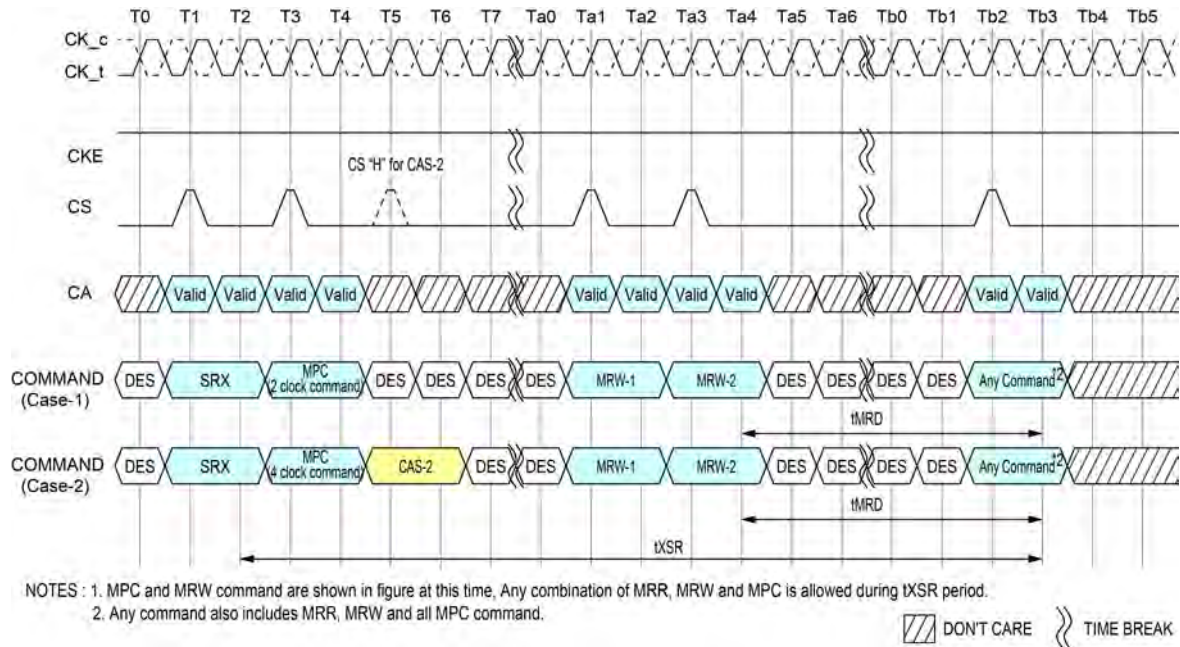 T0 T1 T2 T3 T4 T5 T6 T7 Ta0 Ta1 Ta2 Ta3 Ta4 Ta5 Ta6 Tb0 Tb1 Tb2 Tb3 Tb4 Tb5
CK_c
CK_t
CKE
CS "H" for CAS-2
CS
CA Valid Valid Valid Valid Valid Valid Valid Valid Valid Valid
COMMAND (Case-1) DES SRX MPC (2 clock command) DES DES DES DES MRW-1 MRW-2 DES DES DES DES Any Command *2
tMRD
COMMAND (Case-2) DES SRX MPC (4 clock command) CAS-2 DES DES MRW-1 MRW-2 DES DES DES DES Any Command *2
tMRD
tXSR
NOTES : 1. MPC and MRW command are shown in figure at this time, Any combination of MRR, MRW and MPC is allowed during tXSR period.
2. Any command also includes MRR, MRW and all MPC command.
DON'T CARE TIME BREAK